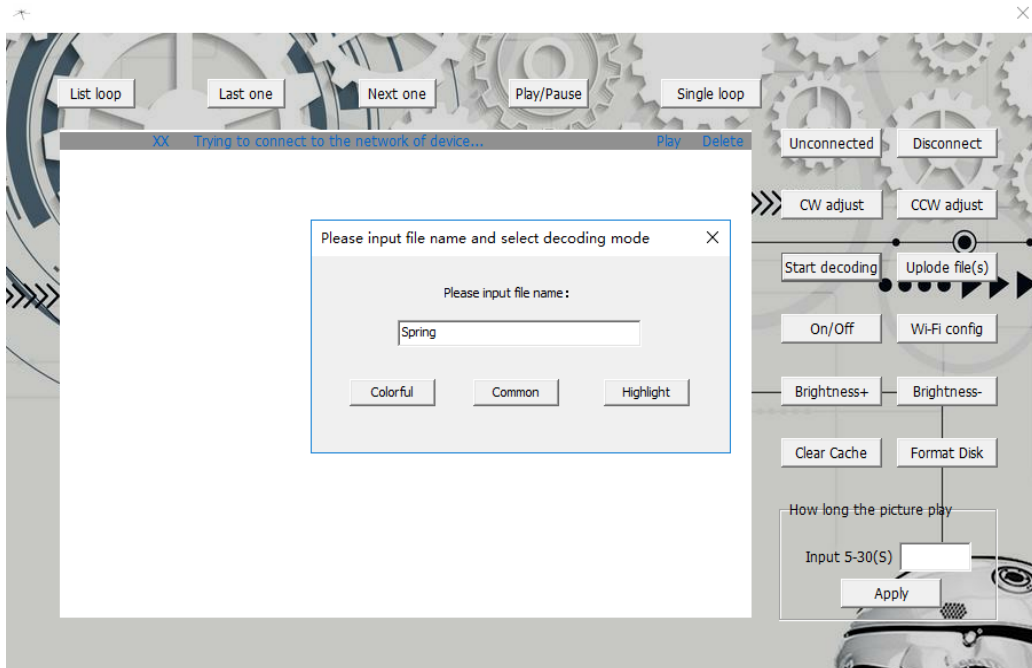 List loop
Last one
Next one
Play/Pause
Single loop
XX Trying to connect to the network of device... Play Delete
Unconnected
Disconnect
CW adjust
CCW adjust
Please input file name and select decoding mode
Please input file name:
Spring
Colorful
Common
Highlight
Start decoding
Uplode file(s)
On/Off
Wi-Fi config
Brightness+
Brightness-
Clear Cache
Format Disk
How long the picture play
Input 5-30(S)
Apply